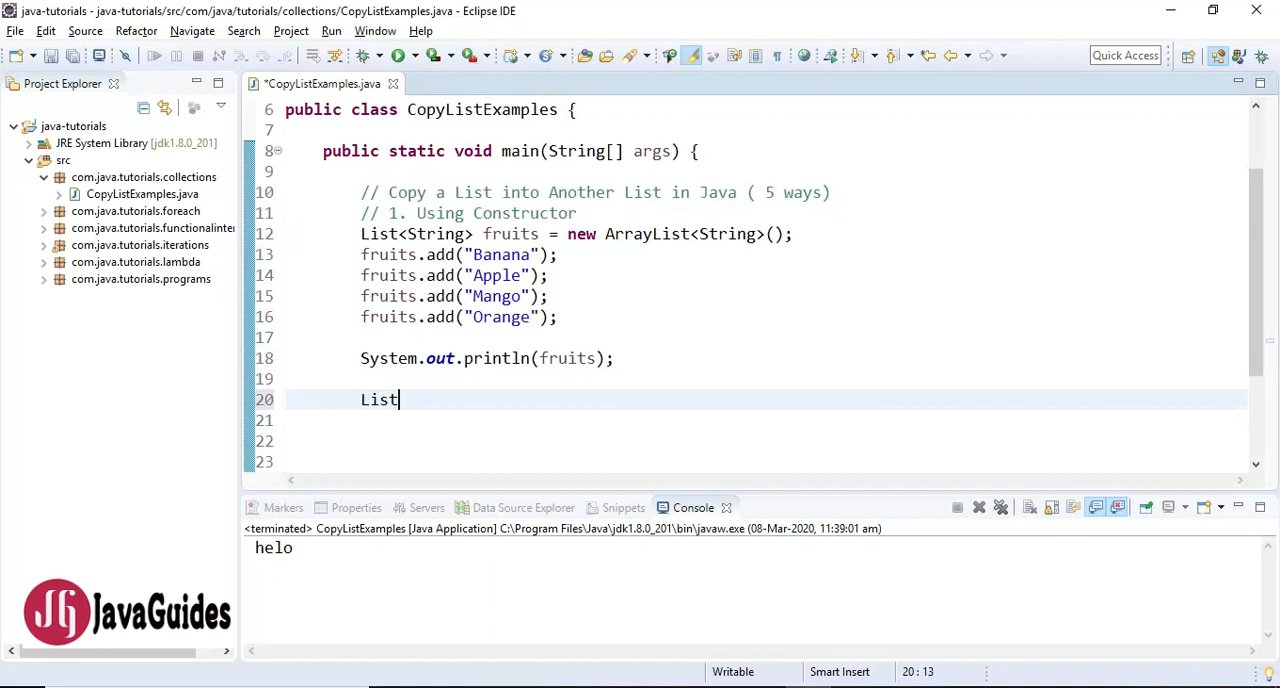 java-tutorials - java-tutorials/src/com/java/tutorials/collections/CopyListExamples.java - Eclipse IDE
File Edit Source Refactor Navigate Search Project Run Window Help
Quick Access
Project Explorer
*CopyListExamples.java
java-tutorials
JRE System Library [jdk1.8.0_201]
src
com.java.tutorials.collections
CopyListExamples.java
com.java.tutorials.foreach
com.java.tutorials.functionalinter
com.java.tutorials.iterations
com.java.tutorials.lambda
com.java.tutorials.programs
6 public class CopyListExamples {
7
8 public static void main(String[] args) {
9
10 // Copy a List into Another List in Java ( 5 ways)
11 // 1. Using Constructor
12 List<String> fruits = new ArrayList<String>();
13 fruits.add("Banana");
14 fruits.add("Apple");
15 fruits.add("Mango");
16 fruits.add("Orange");
17
18 System.out.println(fruits);
19
20 List
21
22
23
Markers Properties Servers Data Source Explorer Snippets Console
<terminated> CopyListExamples [Java Application] C:\Program Files\Java\jdk1.8.0_201\bin\javaw.exe (08-Mar-2020, 11:39:01 am)
helo
JG JavaGuides
Writable Smart Insert 20 : 13